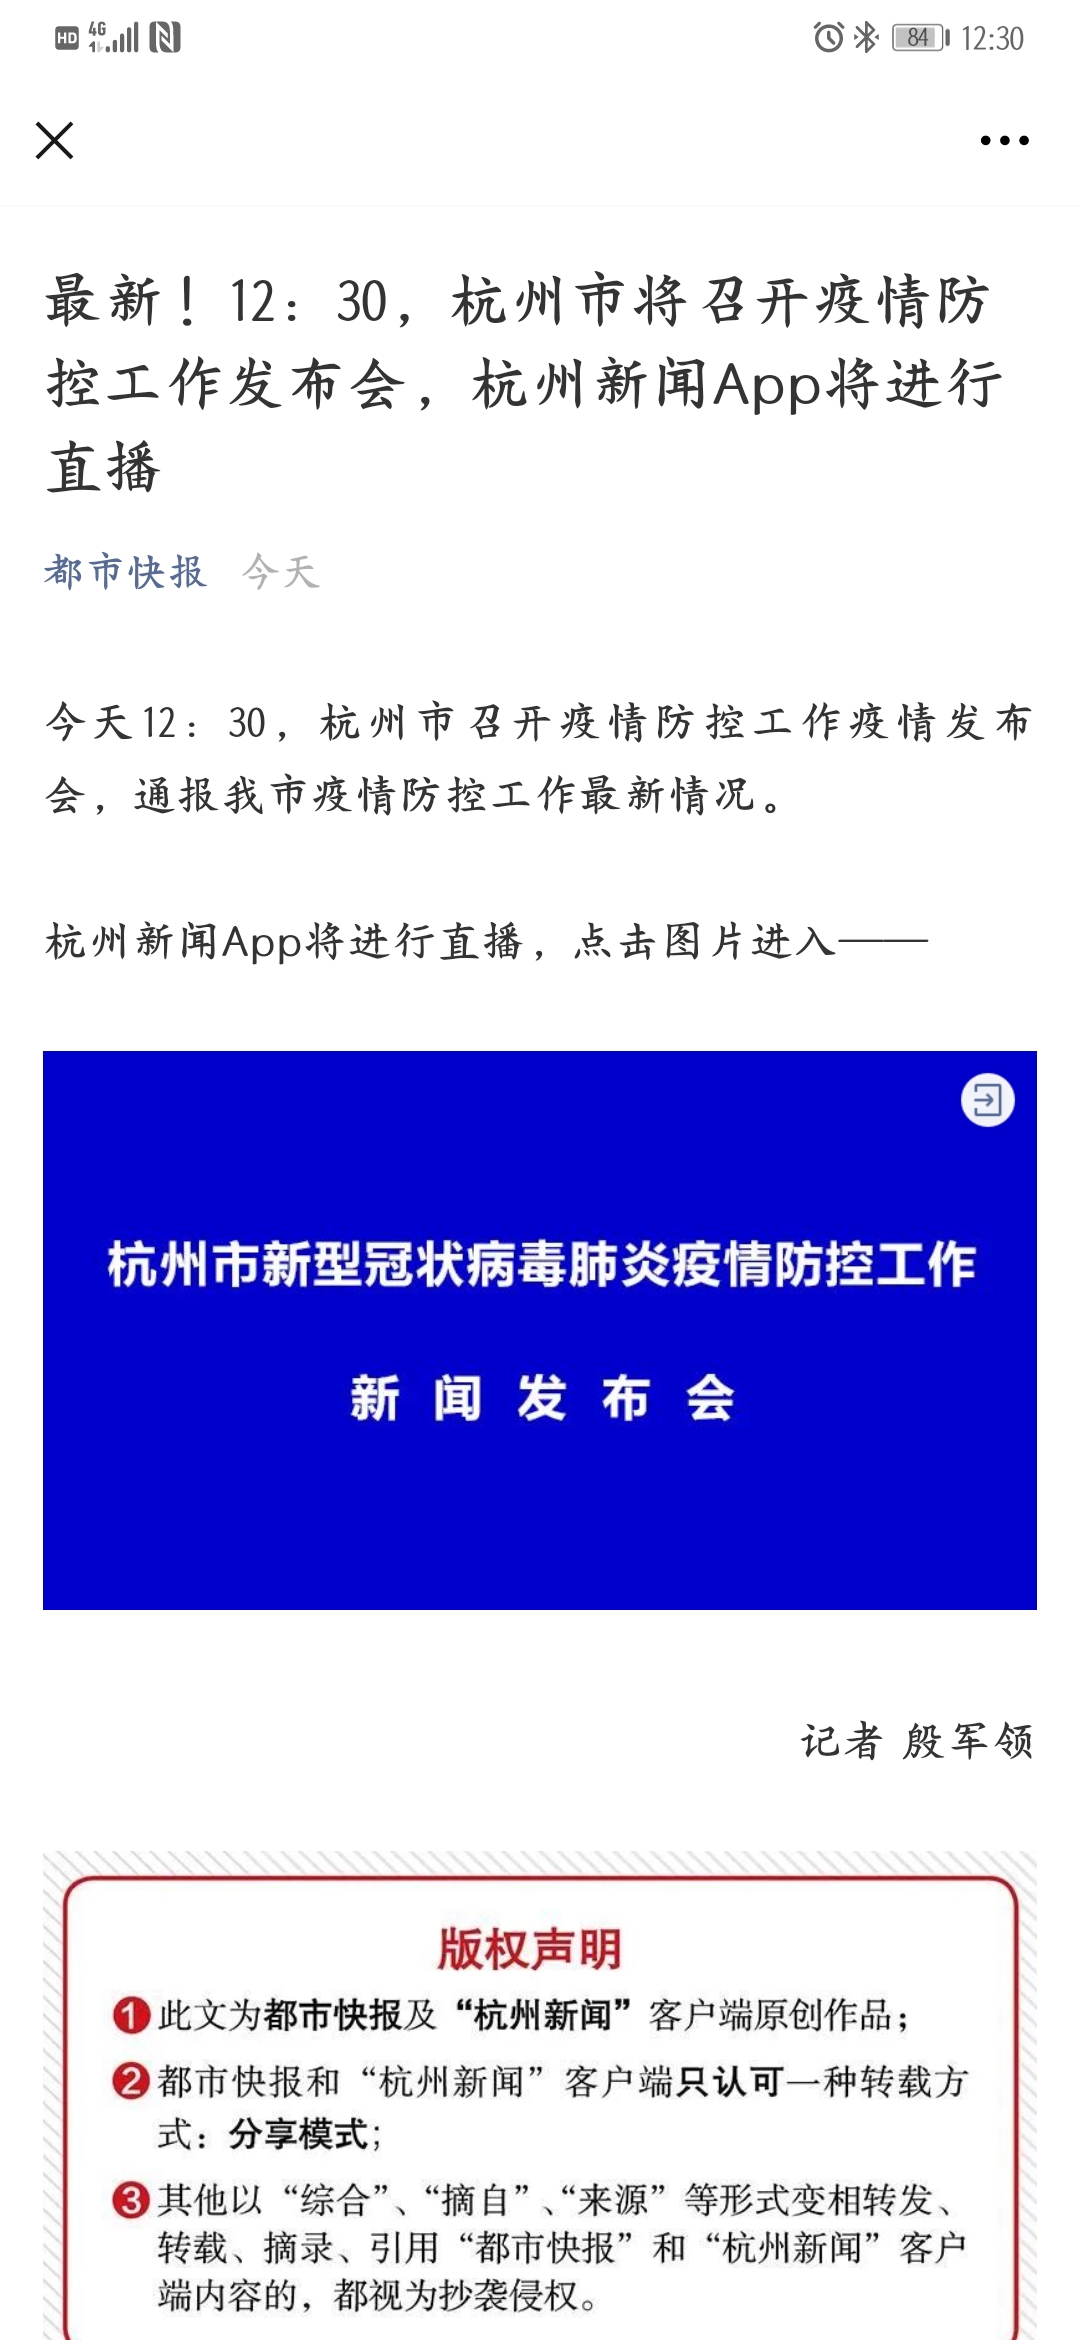 HD 4G 84 12:30
最新！12：30，杭州市将召开疫情防
控工作发布会，杭州新闻App将进行
直播
都市快报 今天
今天12：30，杭州市召开疫情防控工作疫情发布
会，通报我市疫情防控工作最新情况。
杭州新闻App将进行直播，点击图片进入——
杭州市新型冠状病毒肺炎疫情防控工作
新闻发布会
记者 殷军领
版权声明
1 此文为都市快报及“杭州新闻”客户端原创作品；
2 都市快报和“杭州新闻”客户端只认可一种转载方
式：分享模式；
3 其他以“综合”、“摘自”、“来源”等形式变相转发、
转载、摘录、引用“都市快报”和“杭州新闻”客户
端内容的，都视为抄袭侵权。